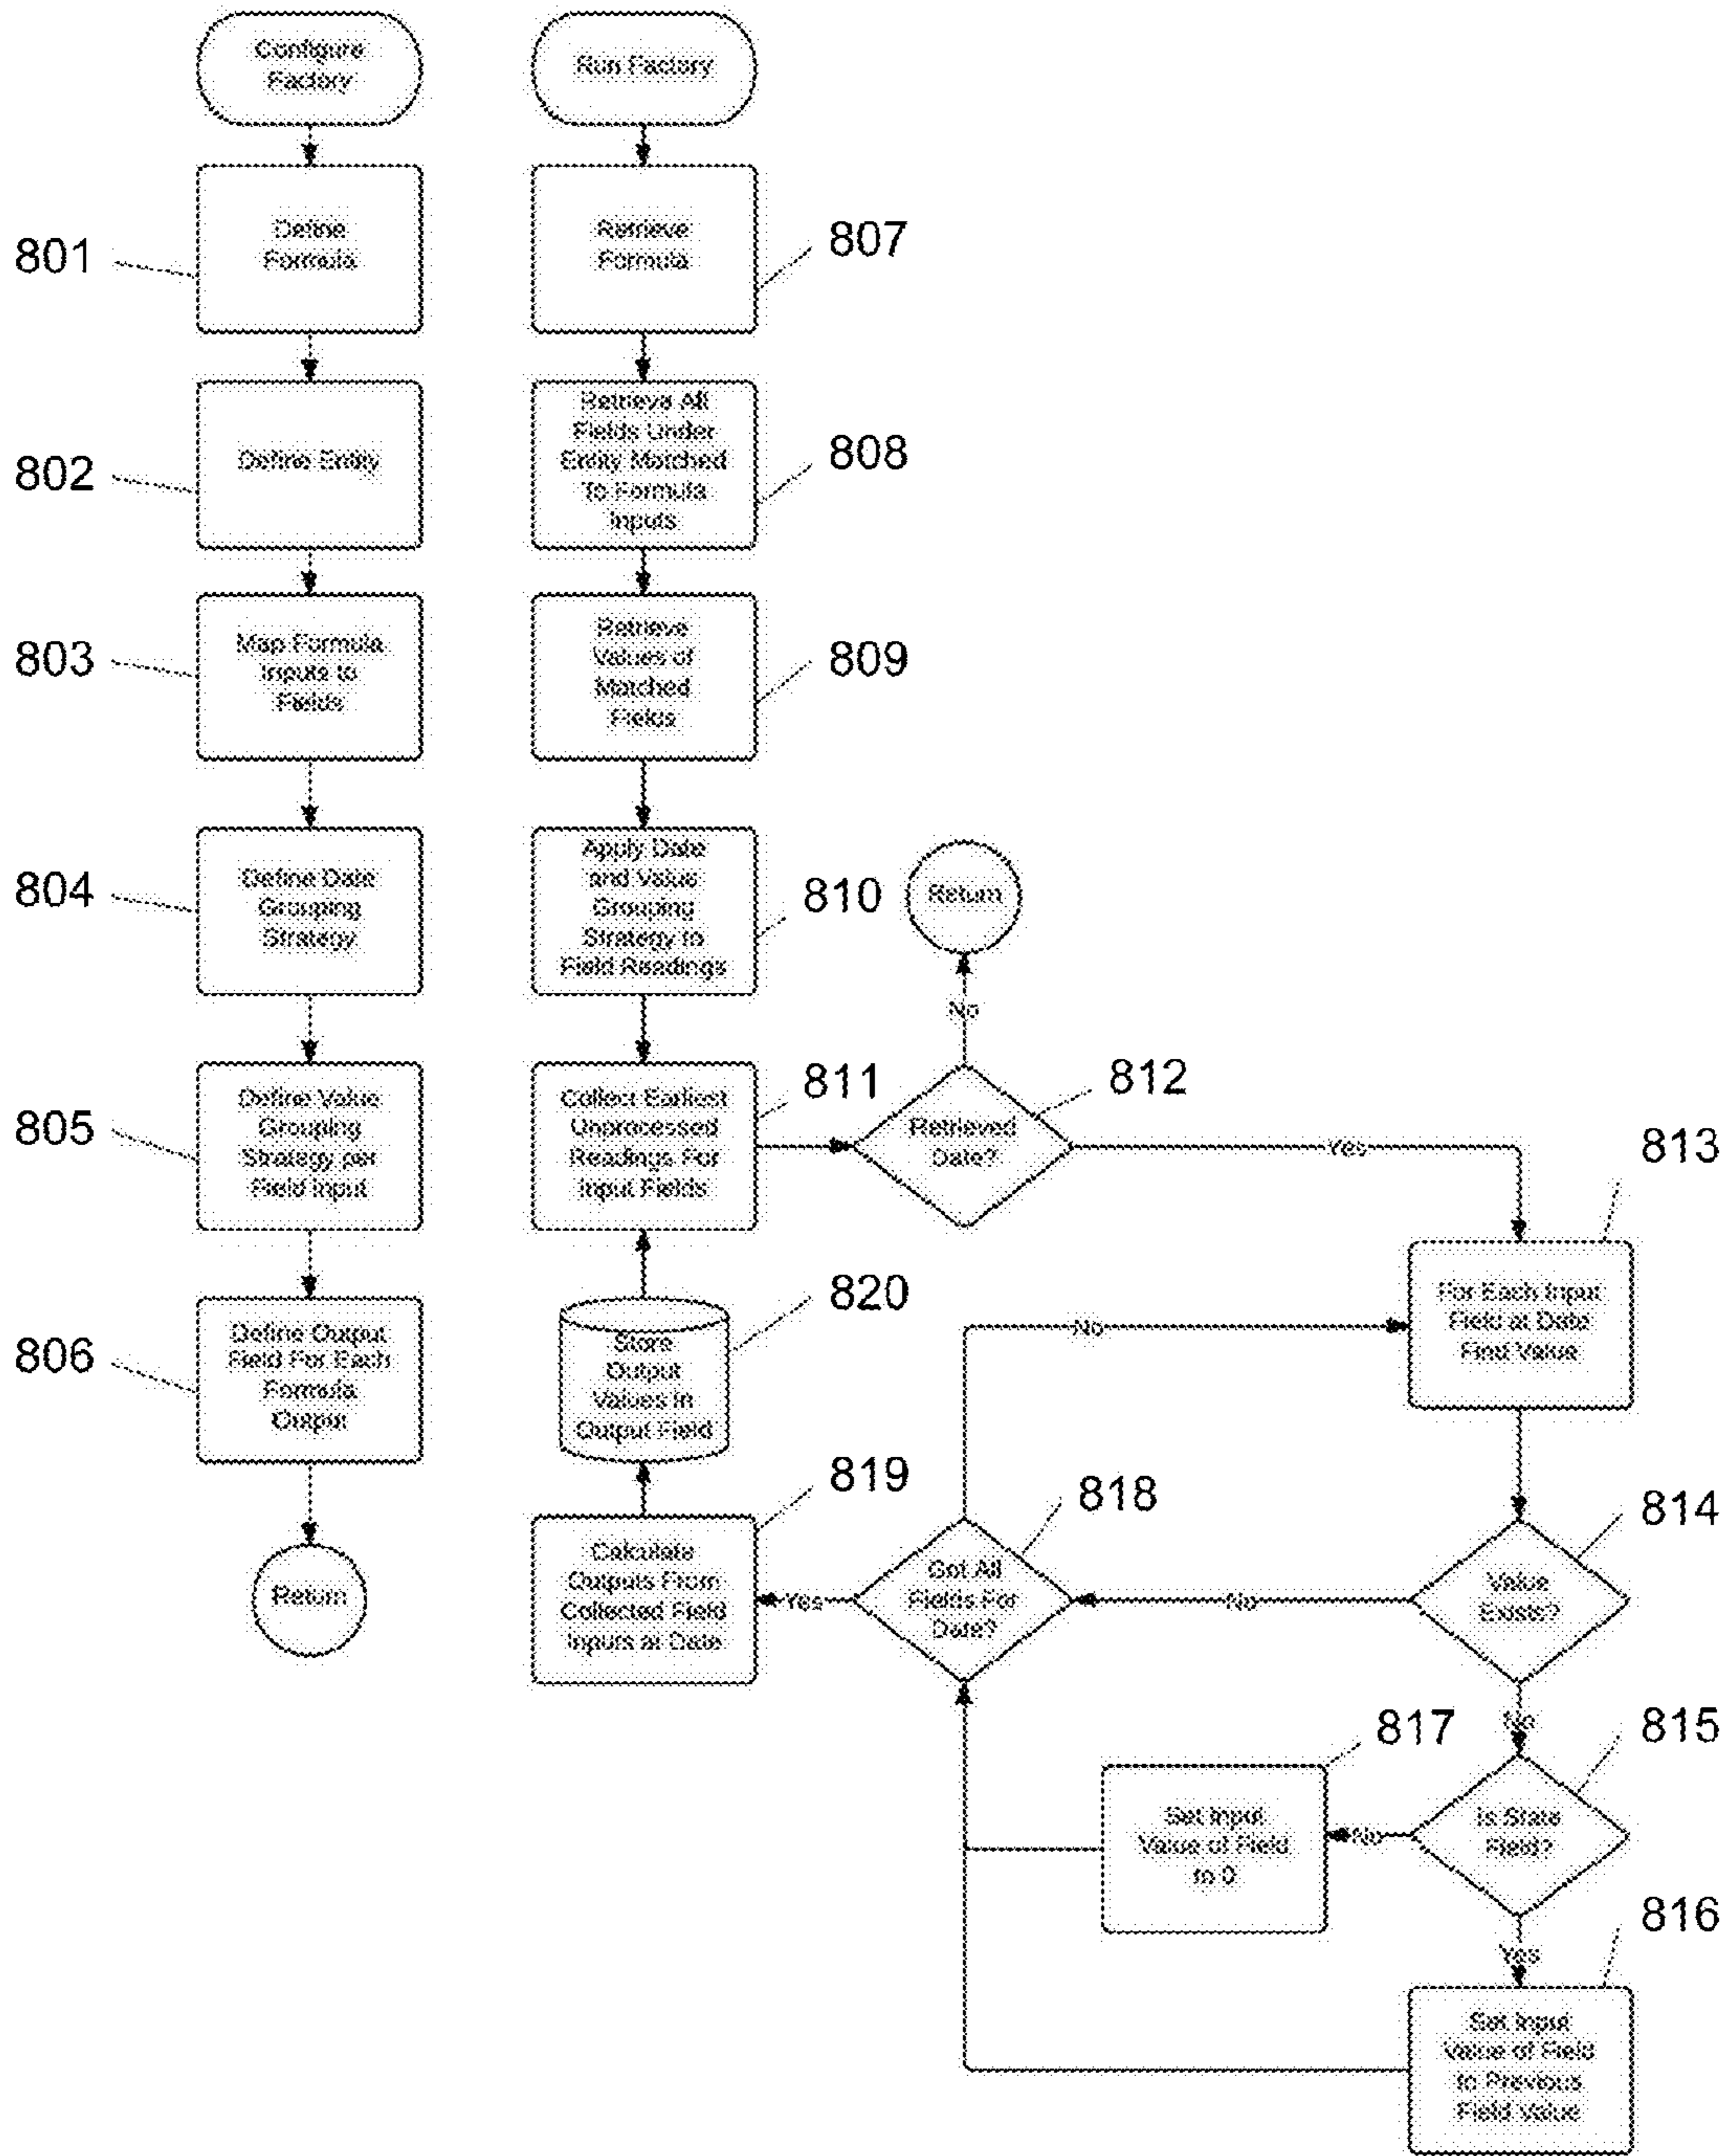 Configure
Factory
801
Define
Formula
802
Define Entity
803
Map Formula
Inputs to
Fields
804
Define Date
Grouping
Strategy
805
Define Value
Grouping
Strategy per
Field Input
806
Define Output
Field For Each
Formula
Output
Return
Run Factory
Retrieve
Formula
807
Retrieve All
Fields Under
Entity Matched
To Formula
Inputs
808
Retrieve
Values of
Matched
Fields
809
Apply Date
and Value
Grouping
Strategy to
Field Readings
810
Collect Earliest
Unprocessed
Readings For
Input Fields
811
Return
No
Retrieved
Date?
812
Yes
813
For Each Input
Field at Date
Find Value
814
Value
Exists?
No
No
815
Is State
Field?
No
817
Set Input
Value of Field
to 0
Yes
816
Set Input
Value of Field
to Previous
Field Value
818
Got All
Fields For
Date?
No
Yes
819
Calculate
Outputs From
Collected Field
Inputs at Date
820
Store
Output
Values In
Output Field